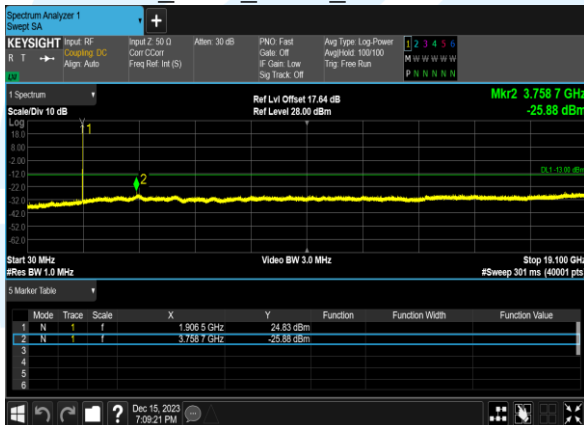 Spectrum Analyzer 1
Swept SA
+
KEYSIGHT Input: RF Input Z: 50 Ω Atten: 30 dB PNO: Fast Avg Type: Log-Power 1 2 3 4 5 6
R T Coupling: DC Corr CCorr Gate: Off Avg|Hold: 100/100 M W W W W W
Align: Auto Freq Ref: Int (S) IF Gain: Low Trig: Free Run
LXI Sig Track: Off P N N N N N
1 Spectrum Ref Lvl Offset 17.64 dB Mkr2 3.758 7 GHz
Scale/Div 10 dB Ref Level 28.00 dBm -25.88 dBm
Log
18.0 1
8.00
-2.00
-12.0 DL1 -13.00 dBm
-22.0 2
-32.0
-42.0
-52.0
-62.0
Start 30 MHz Video BW 3.0 MHz Stop 19.100 GHz
#Res BW 1.0 MHz #Sweep 301 ms (40001 pts)
5 Marker Table
Mode Trace Scale X Y Function Function Width Function Value
1 N 1 f 1.906 5 GHz 24.83 dBm
2 N 1 f 3.758 7 GHz -25.88 dBm
3
4
5
6
? Dec 15, 2023
7:09:21 PM